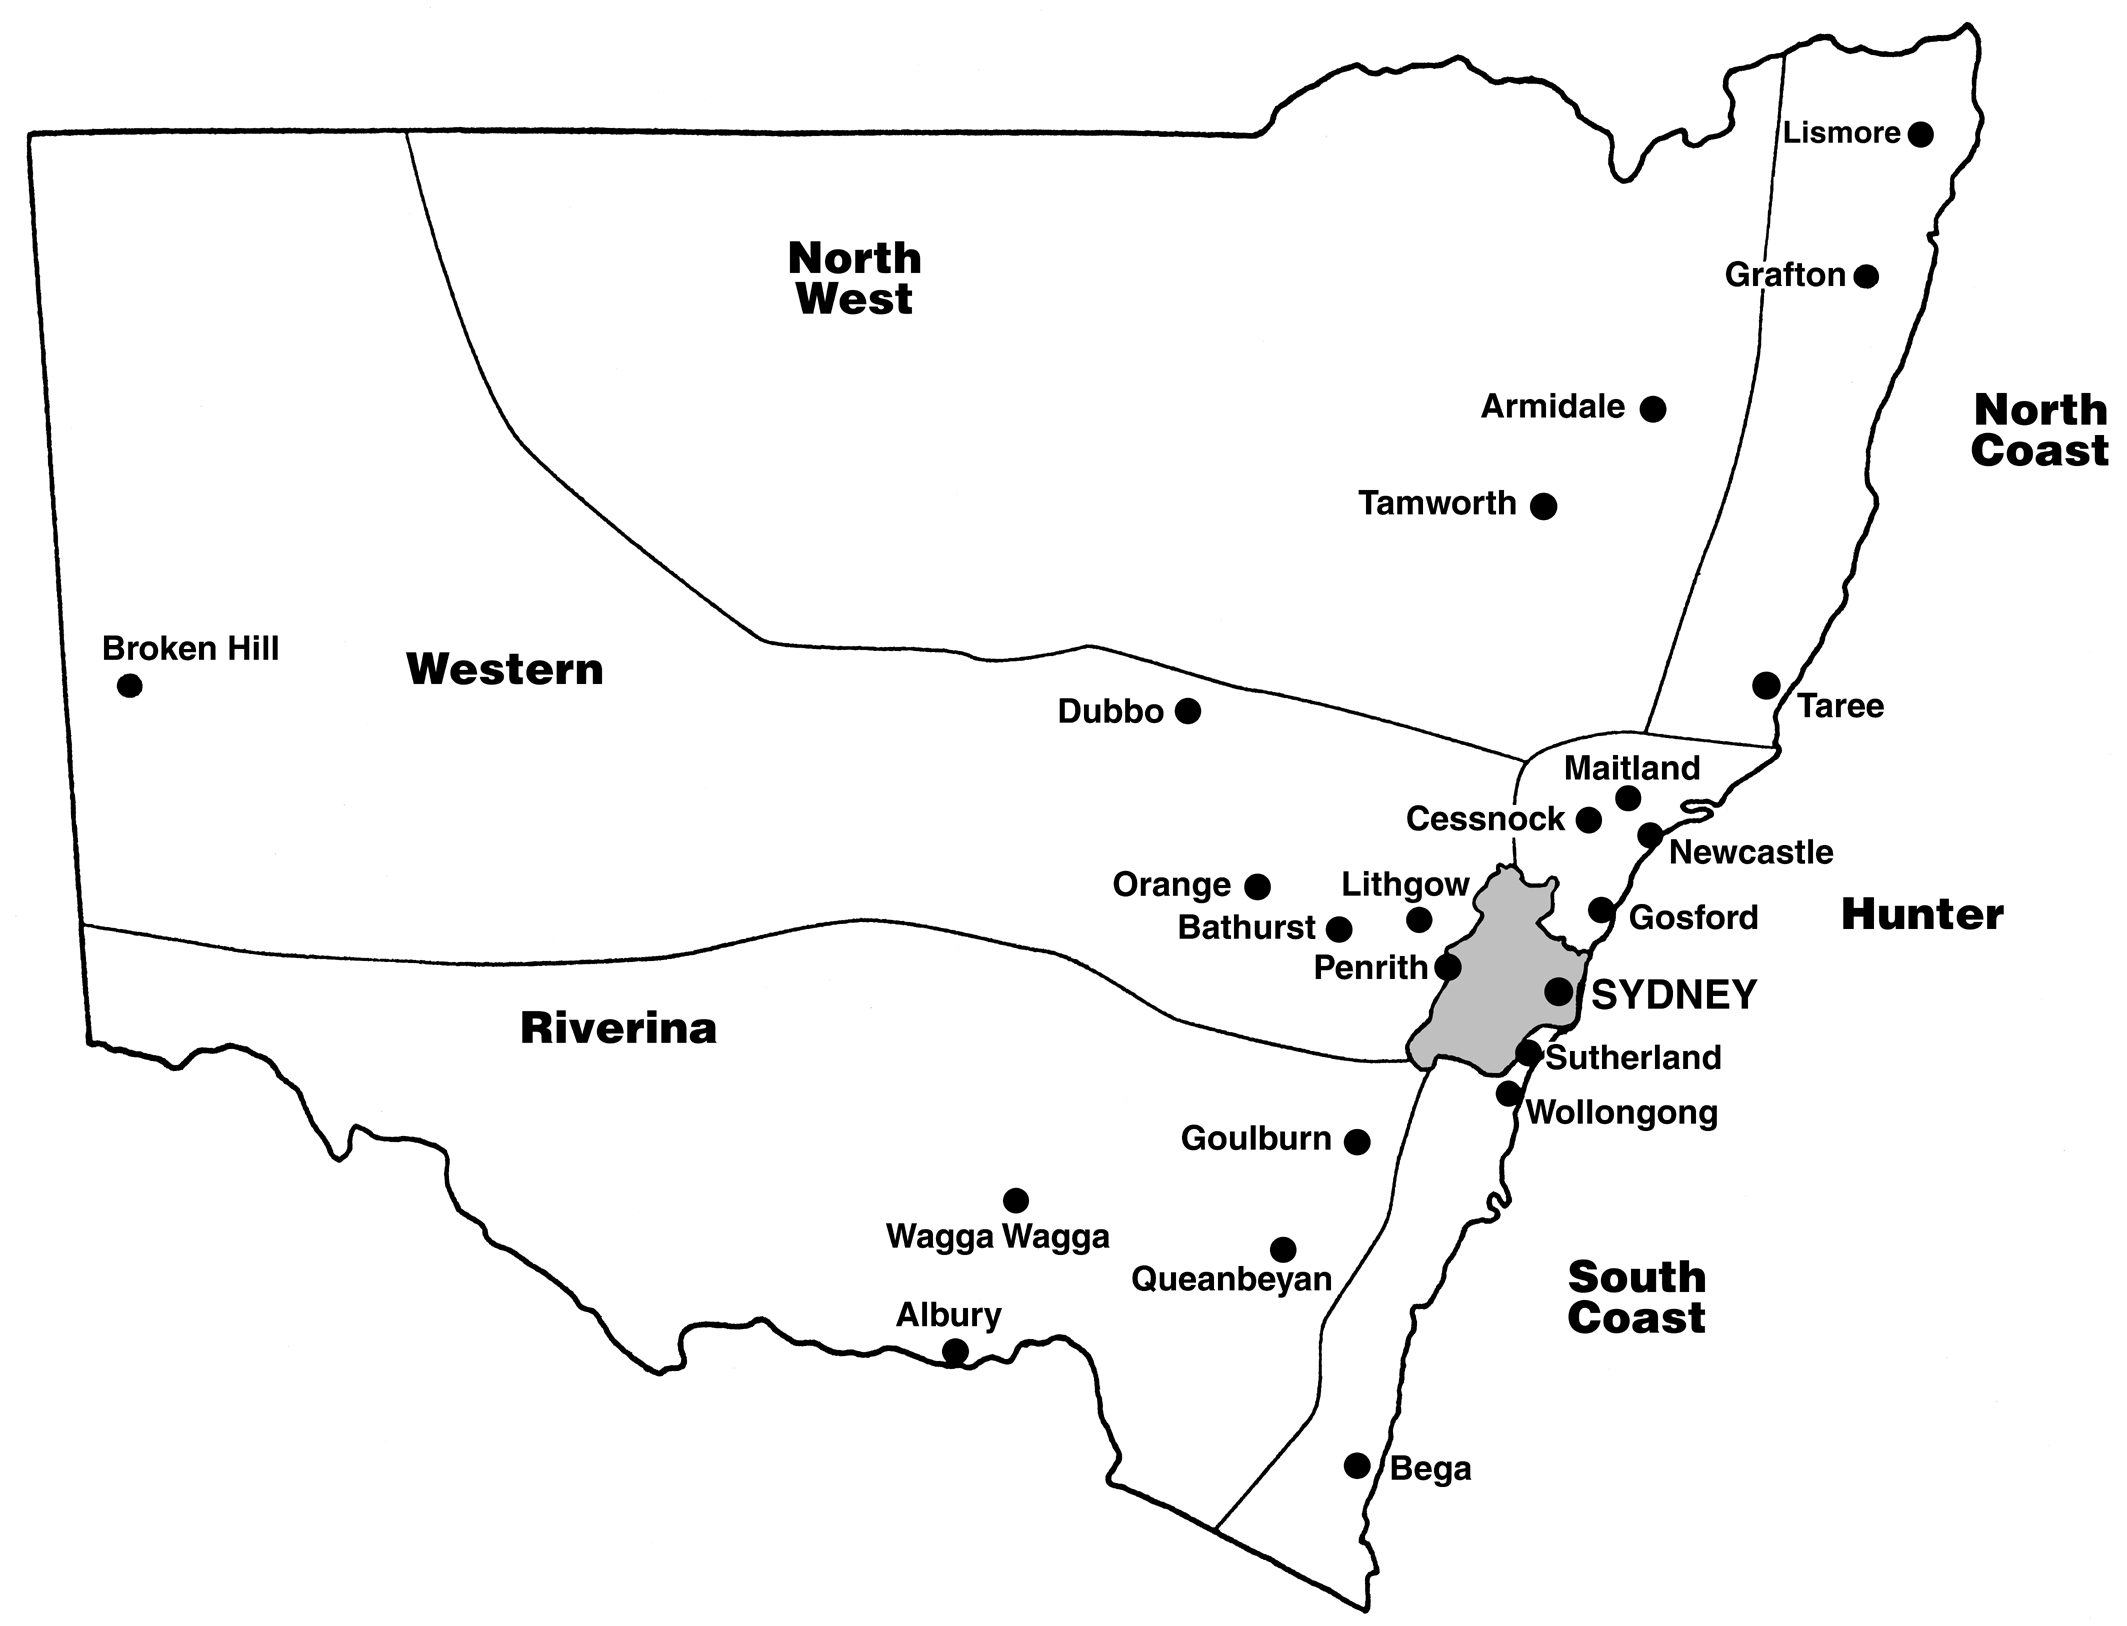 Lismore
North
West
Grafton
Armidale
North
Coast
Tamworth
Broken Hill
Western
Dubbo
Taree
Maitland
Cessnock
Newcastle
Orange
Lithgow
Bathurst
Gosford
Hunter
Penrith
SYDNEY
Riverina
Sutherland
Wollongong
Goulburn
Wagga Wagga
Queanbeyan
South
Coast
Albury
Bega